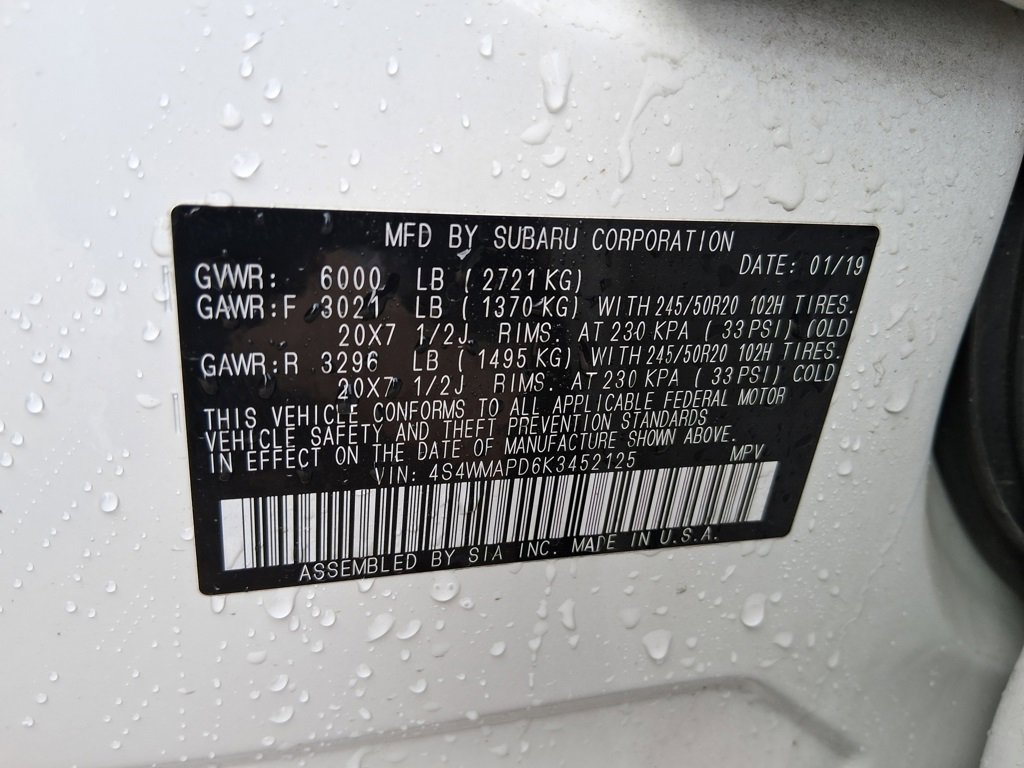 MFD BY SUBARU CORPORATION
DATE: 01/19
GVWR: 6000 LB ( 2721 KG)
GAWR:F 3021 LB ( 1370 KG) WITH 245/50R20 102H TIRES.
20X7 1/2J RIMS. AT 230 KPA ( 33 PSI) COLD
GAWR:R 3296 LB ( 1495 KG) WITH 245/50R20 102H TIRES.
20X7 1/2J RIMS. AT 230 KPA ( 33 PSI) COLD
THIS VEHICLE CONFORMS TO ALL APPLICABLE FEDERAL MOTOR
VEHICLE SAFETY AND THEFT PREVENTION STANDARDS
IN EFFECT ON THE DATE OF MANUFACTURE SHOWN ABOVE.
VIN: 4S4WMAPD6K3452125 MPV
ASSEMBLED BY SIA INC. MADE IN U.S.A.